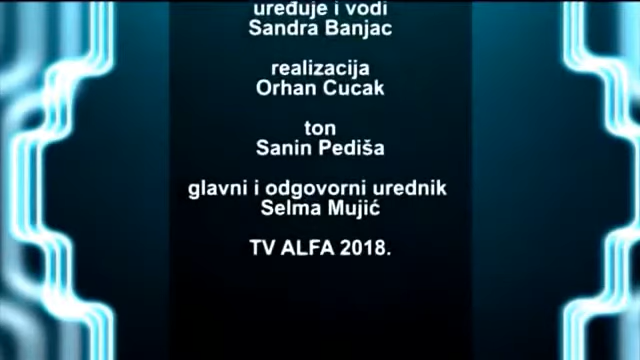 uređuje i vodi
Sandra Banjac
realizacija
Orhan Cucak
ton
Sanin Pediša
glavni i odgovorni urednik
Selma Mujić
TV ALFA 2018.